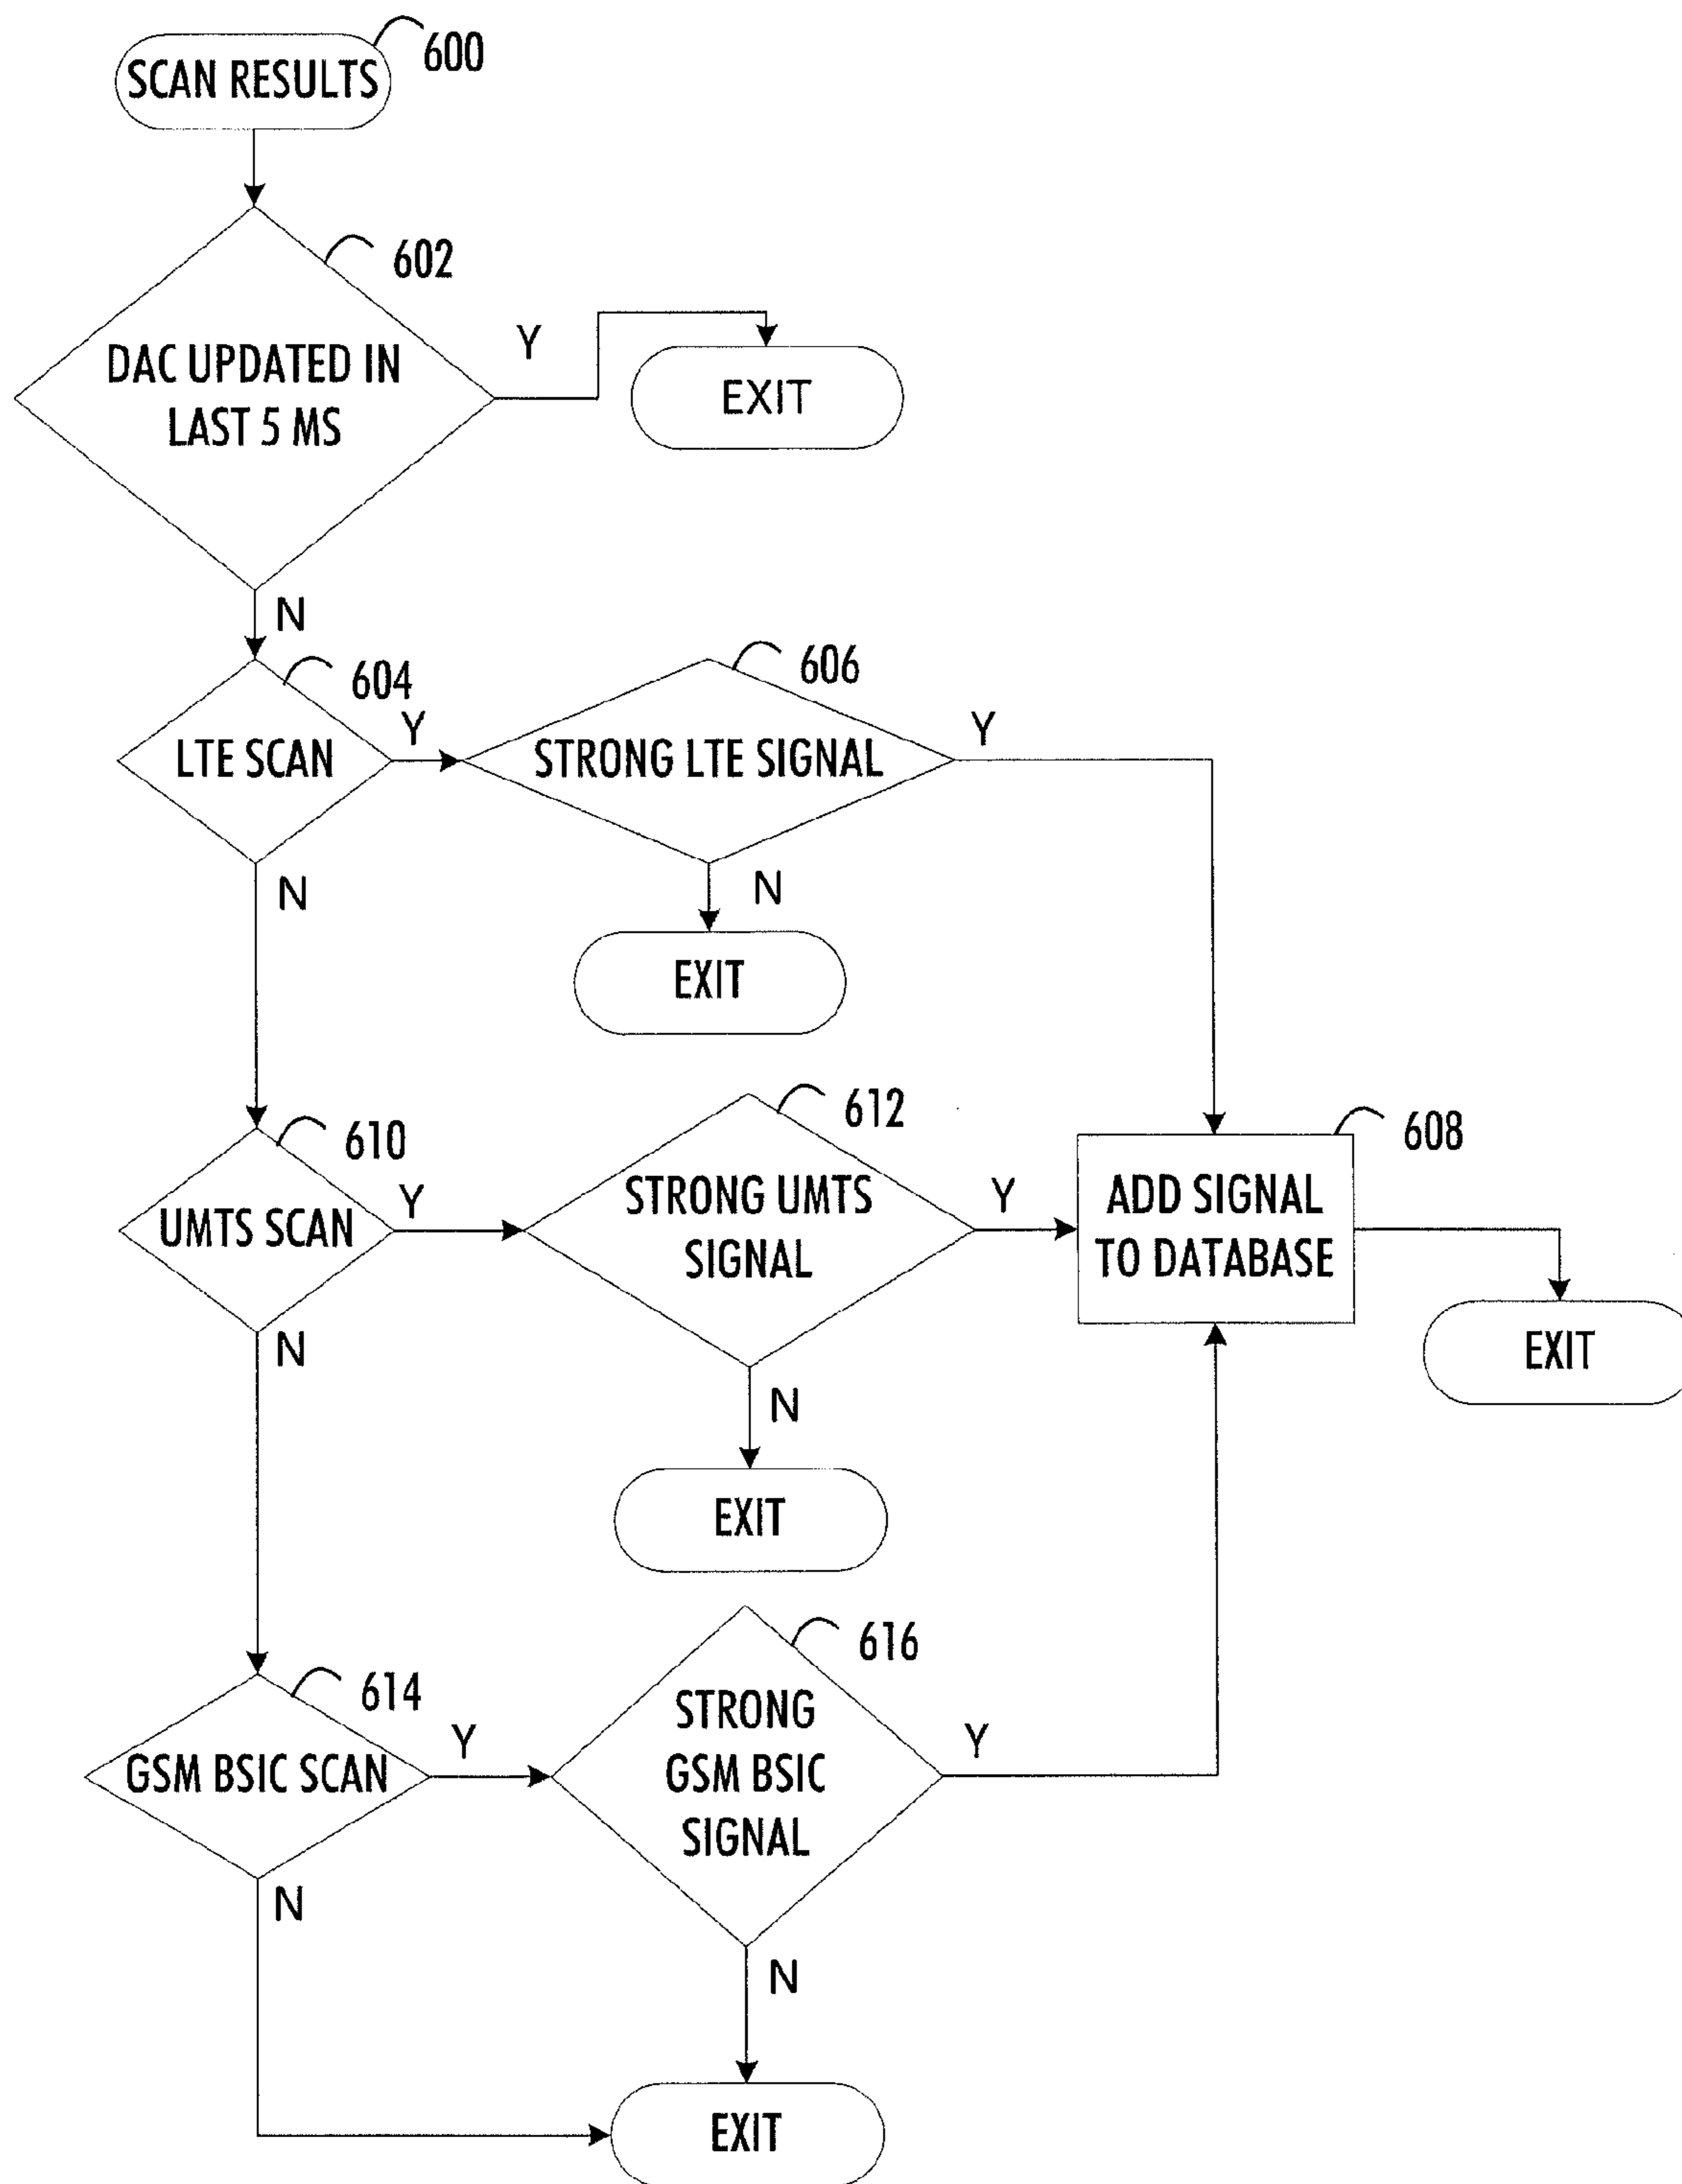 600
SCAN RESULTS
602
DAC UPDATED IN
LAST 5 MS
Y
EXIT
N
604
LTE SCAN
Y
606
STRONG LTE SIGNAL
Y
N
N
EXIT
610
UMTS SCAN
Y
612
STRONG UMTS
SIGNAL
Y
608
ADD SIGNAL
TO DATABASE
EXIT
N
N
EXIT
614
GSM BSIC SCAN
Y
616
STRONG
GSM BSIC
SIGNAL
Y
N
N
EXIT